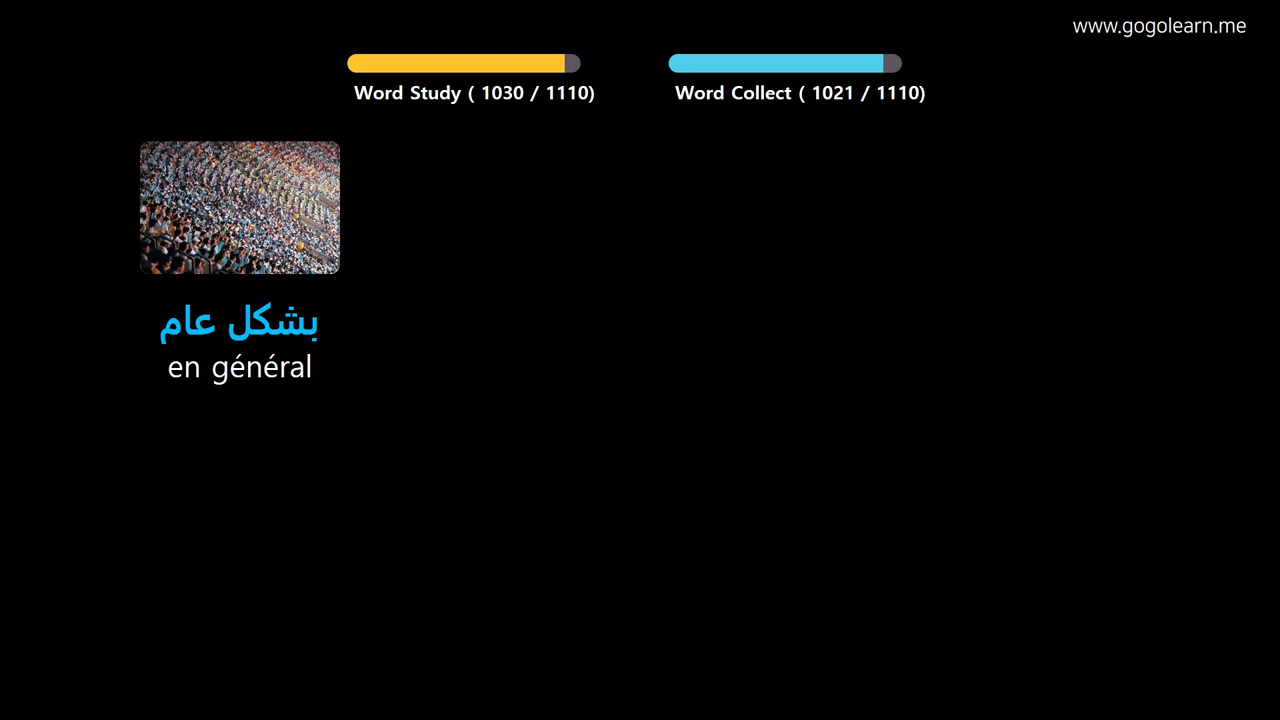 www.gogolearn.me
Word Study ( 1030 / 1110)
Word Collect ( 1021 / 1110)
بشكل عام
en général